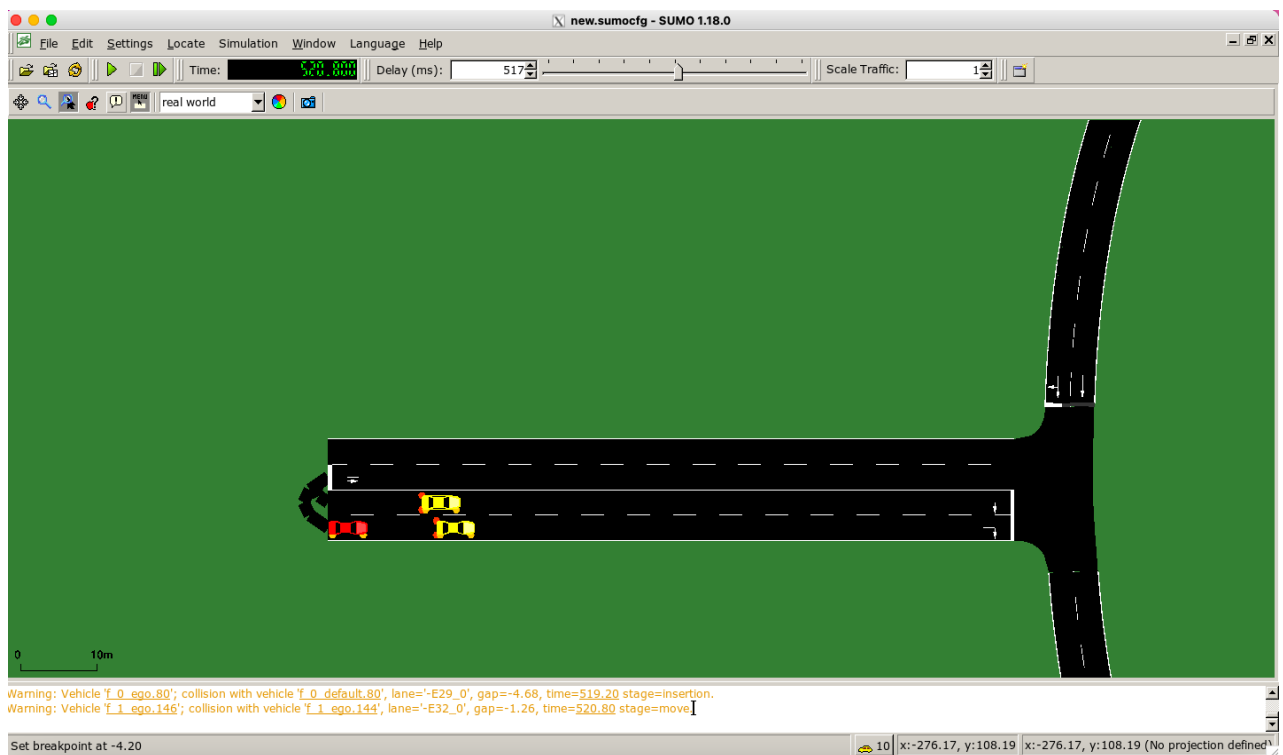 new.sumocfg - SUMO 1.18.0
File Edit Settings Locate Simulation Window Language Help
Time: 520.800 Delay (ms): 517 Scale Traffic: 1
MENU real world
0 10m
Warning: Vehicle 'f_0_ego.80'; collision with vehicle 'f_0_default.80', lane='-E29_0', gap=-4.68, time=519.20 stage=insertion.
Warning: Vehicle 'f_1_ego.146'; collision with vehicle 'f_1_ego.144', lane='-E32_0', gap=-1.26, time=520.80 stage=move.
Set breakpoint at -4.20 10 x:-276.17, y:108.19 x:-276.17, y:108.19 (No projection defined)